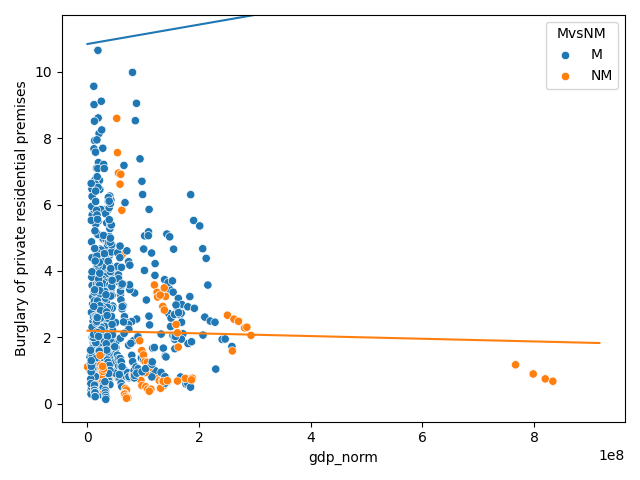 MvsNM
M
NM
Burglary of private residential premises
10
8
6
4
2
0
0 2 4 6 8
1e8
gdp_norm